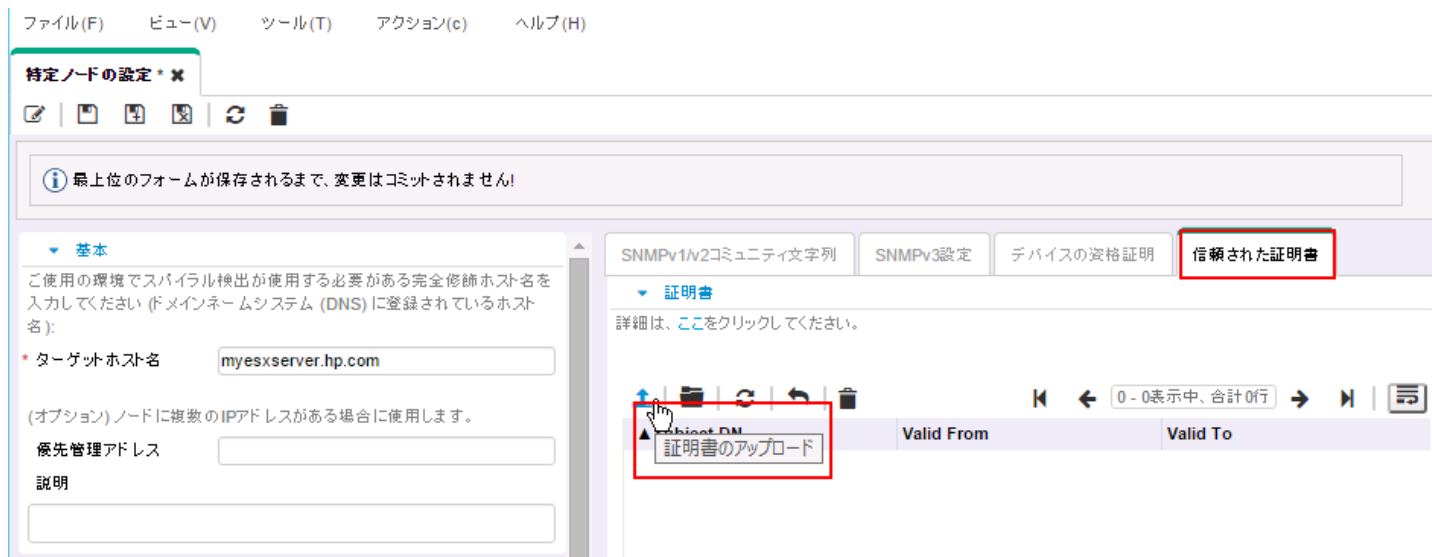 ファイル(F) ビュー(V) ツール(T) アクション(c) ヘルプ(H)
特定ノードの設定 * ✖
最上位のフォームが保存されるまで、変更はコミットされません!
基本
ご使用の環境でスパイラル検出が使用する必要がある完全修飾ホスト名を
入力してください (ドメインネームシステム (DNS) に登録されているホスト
名):
* ターゲットホスト名 myesxserver.hp.com
(オプション) ノードに複数のIPアドレスがある場合に使用します。
優先管理アドレス
説明
SNMPv1/v2コミュニティ文字列 SNMPv3設定 デバイスの資格証明 信頼された証明書
証明書
詳細は、ここをクリックしてください。
0 - 0表示中、合計0行
DN Valid From Valid To
証明書のアップロード